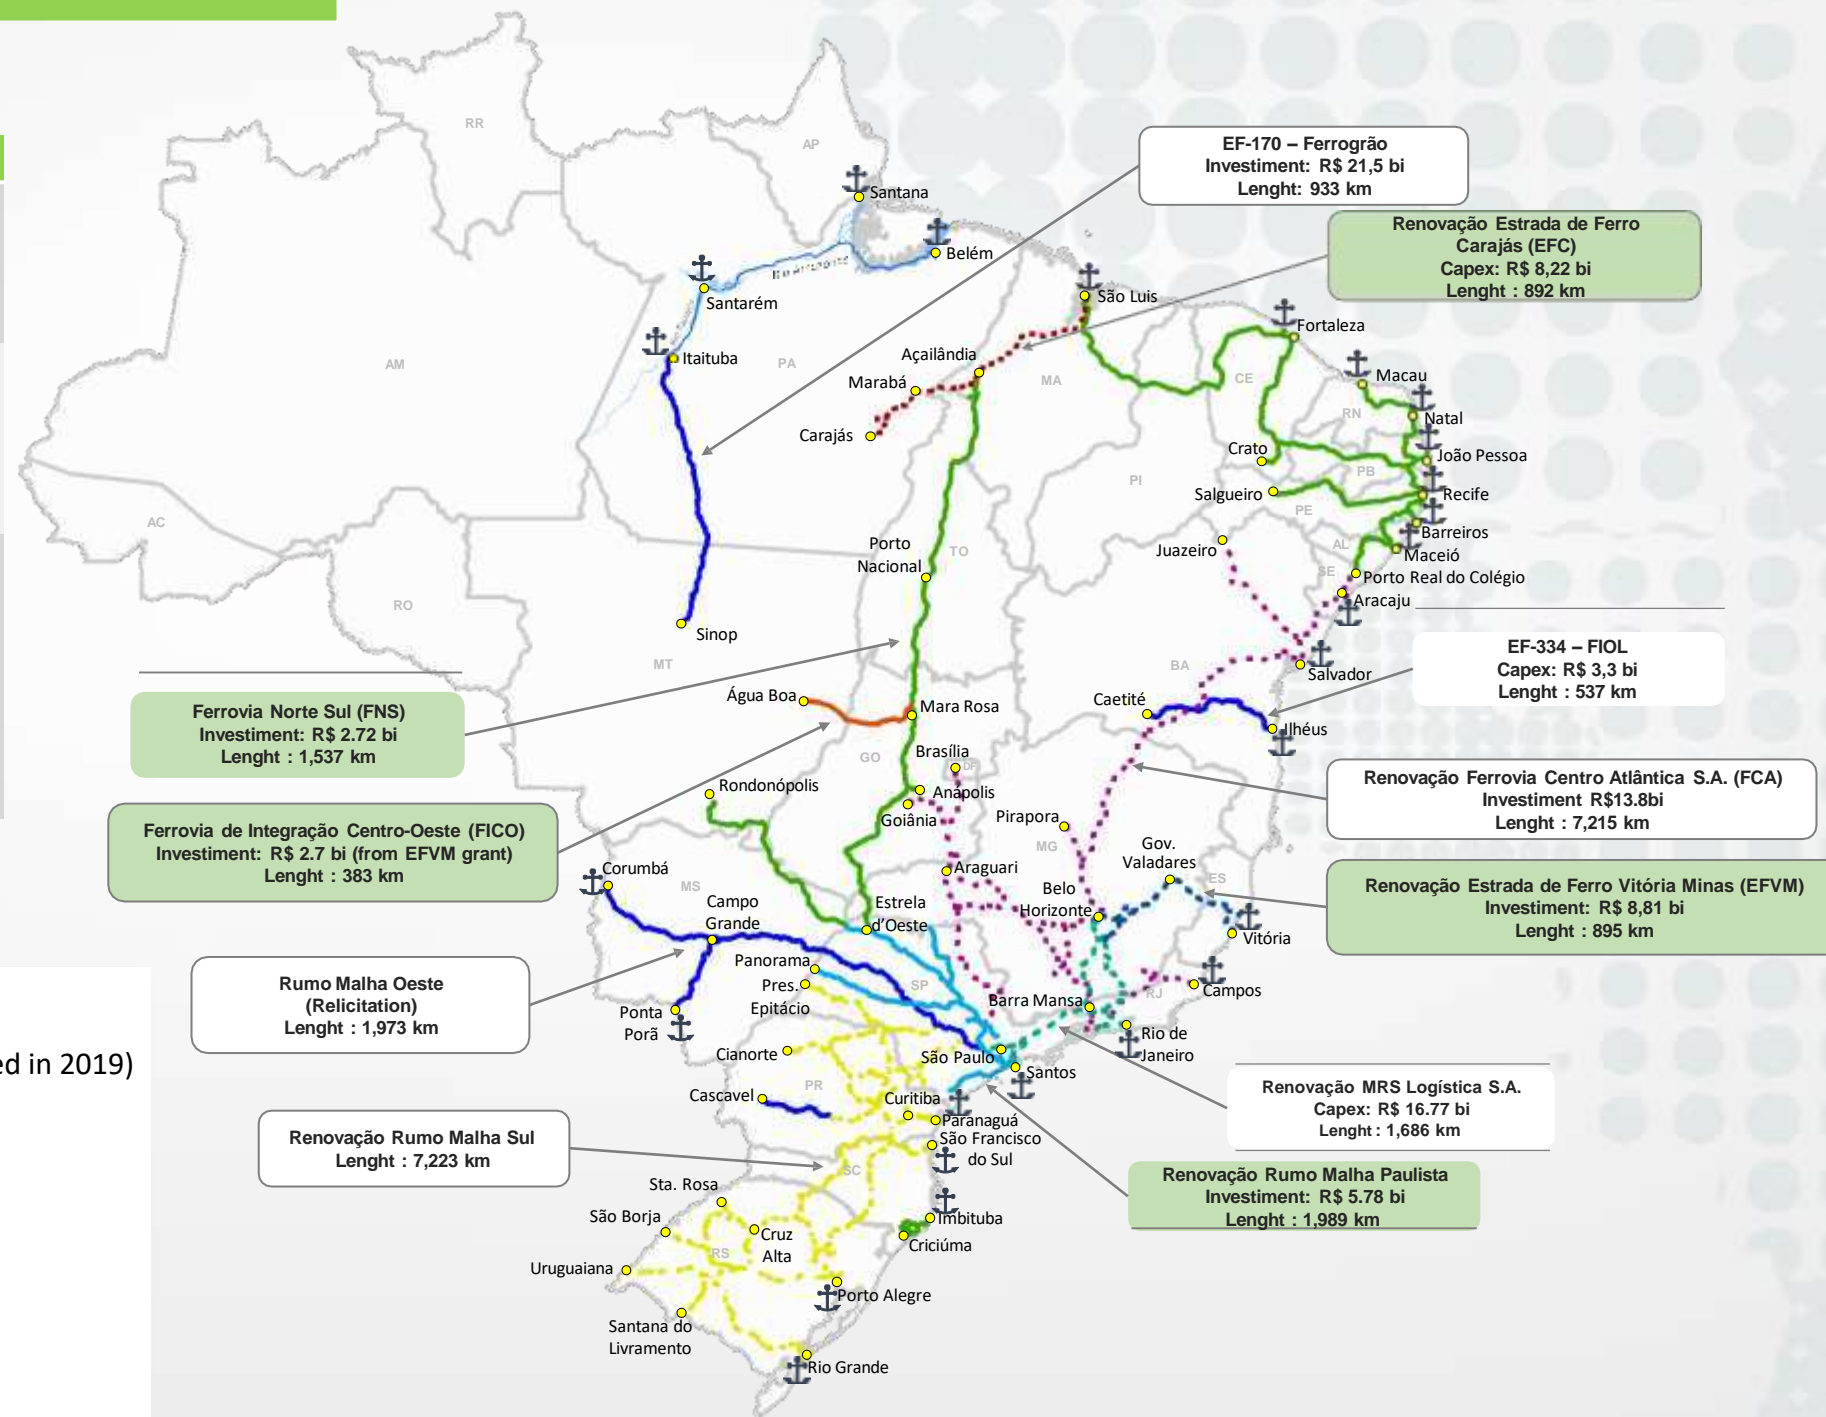 RR
AP
EF-170 – Ferrogrão
Investiment: R$ 21,5 bi
Lenght: 933 km
Santana
Renovação Estrada de Ferro
Carajás (EFC)
Capex: R$ 8,22 bi
Lenght : 892 km
Belém
Santarém
São Luis
Fortaleza
Itaituba
AM
PA
Açailândia
MA
CE
Macau
Marabá
RN
Natal
Carajás
Crato
João Pessoa
PB
PI
Salgueiro
Recife
PE
AC
Barreiros
Juazeiro
AL
Maceió
Porto
Nacional
TO
SE
Porto Real do Colégio
RO
Aracaju
Sinop
MT
BA
EF-334 – FIOL
Capex: R$ 3,3 bi
Lenght : 537 km
Salvador
Água Boa
Mara Rosa
Caetité
Ilhéus
Ferrovia Norte Sul (FNS)
Investiment: R$ 2.72 bi
Lenght : 1,537 km
GO
Brasília
DF
Rondonópolis
Anápolis
Goiânia
Pirapora
Renovação Ferrovia Centro Atlântica S.A. (FCA)
Investiment R$13.8bi
Lenght : 7,215 km
Ferrovia de Integração Centro-Oeste (FICO)
Investiment: R$ 2.7 bi (from EFVM grant)
Lenght : 383 km
MG
Gov.
Valadares
Corumbá
MS
Araguari
ES
Renovação Estrada de Ferro Vitória Minas (EFVM)
Investiment: R$ 8,81 bi
Lenght : 895 km
Campo
Grande
Estrela
d'Oeste
Belo
Horizonte
Vitória
Panorama
Pres.
Epitácio
SP
Rumo Malha Oeste
(Relicitation)
Lenght : 1,973 km
Barra Mansa
RJ
Campos
Ponta
Porã
Rio de
Janeiro
Cianorte
São Paulo
Santos
ed in 2019)
Renovação MRS Logística S.A.
Capex: R$ 16.77 bi
Lenght : 1,686 km
PR
Cascavel
Curitiba
Paranaguá
São Francisco
do Sul
Renovação Rumo Malha Sul
Lenght : 7,223 km
SC
Renovação Rumo Malha Paulista
Investiment: R$ 5.78 bi
Lenght : 1,989 km
Sta. Rosa
São Borja
Imbituba
Cruz
Alta
RS
Criciúma
Uruguaiana
Porto Alegre
Santana do
Livramento
Rio Grande